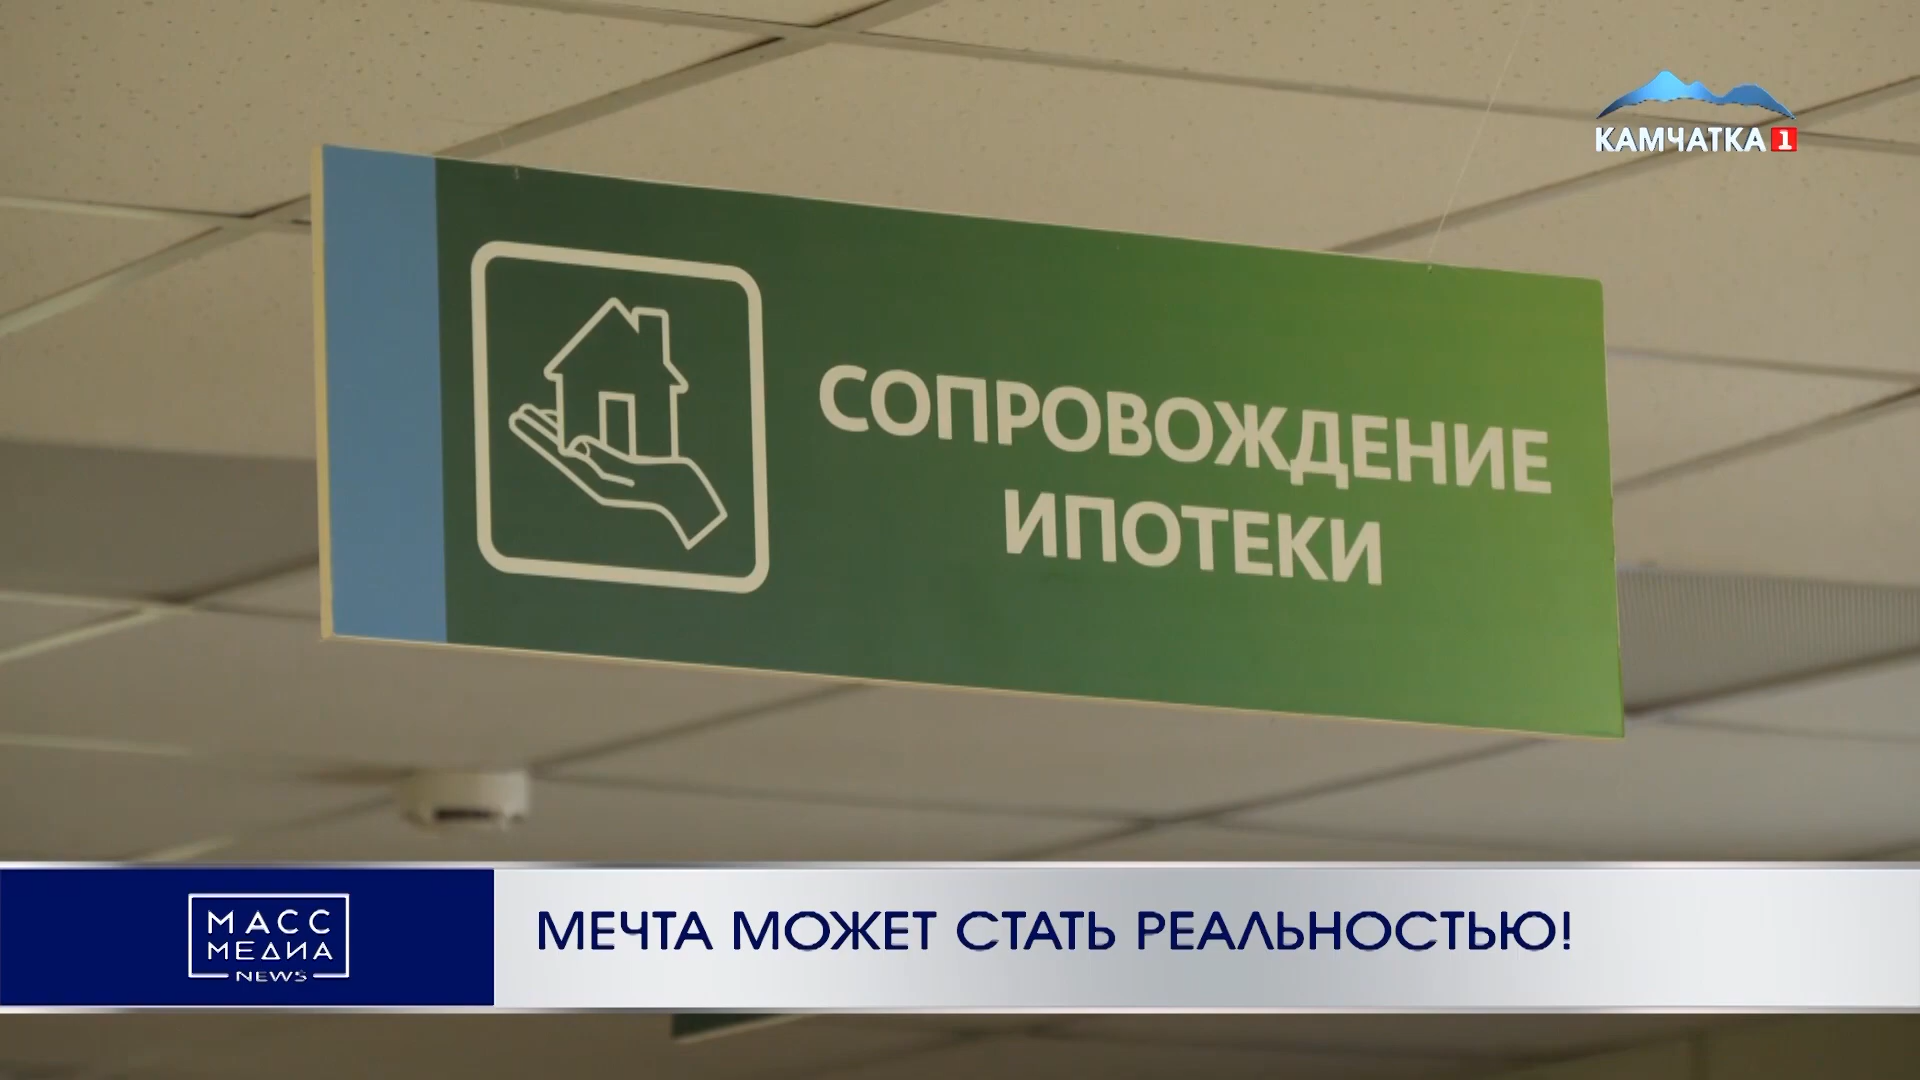 КАМЧАТКА 1
СОПРОВОЖДЕНИЕ
ИПОТЕКИ
МАСС
МЕДИА
NEWS
МЕЧТА МОЖЕТ СТАТЬ РЕАЛЬНОСТЬЮ!